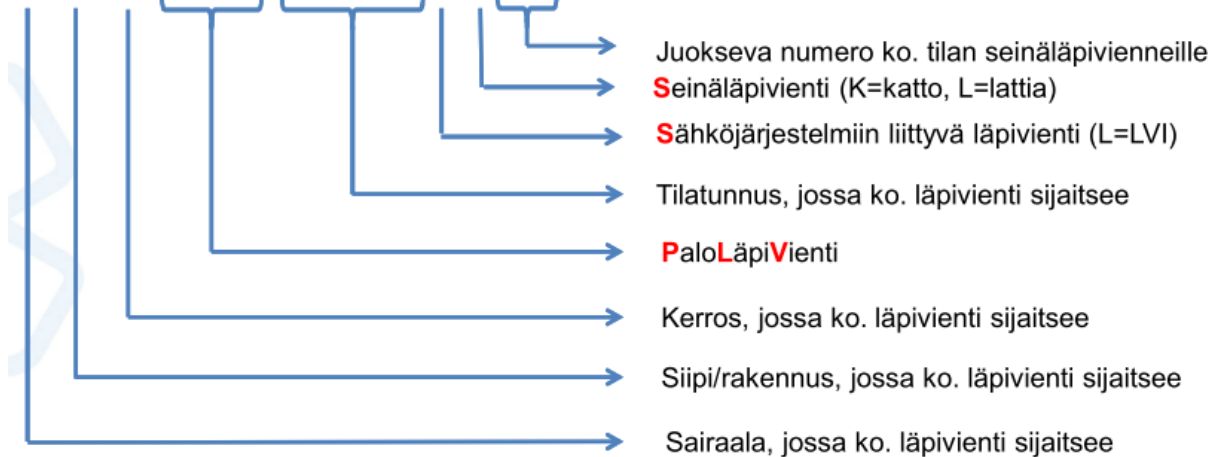 Juokseva numero ko. tilan seinäläpivienneille
Seinäläpivienti (K=katto, L=lattia)
Sähköjärjestelmiin liittyvä läpivienti (L=LVI)
Tilatunnus, jossa ko. läpivienti sijaitsee
PaloLäpiVienti
Kerros, jossa ko. läpivienti sijaitsee
Siipi/rakennus, jossa ko. läpivienti sijaitsee
Sairaala, jossa ko. läpivienti sijaitsee